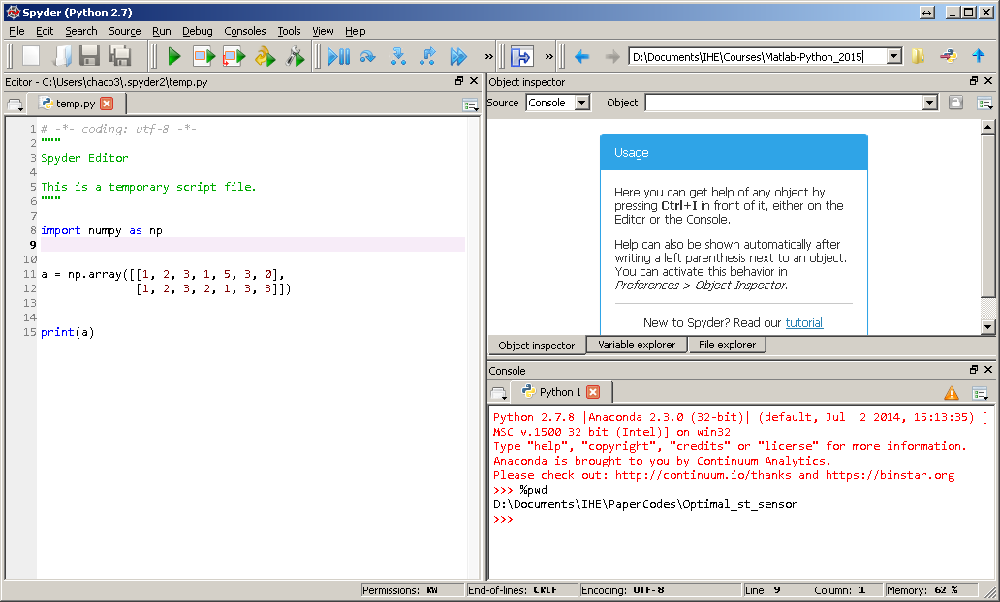 Spyder (Python 2.7)
File Edit Search Source Run Debug Consoles Tools View Help
D:\Documents\IHE\Courses\Matlab-Python_2015
Editor - C:\Users\chaco3\.spyder2\temp.py
temp.py
1 # -*- coding: utf-8 -*-
2 """
3 Spyder Editor
4
5 This is a temporary script file.
6 """
7
8 import numpy as np
9
10
11 a = np.array([[1, 2, 3, 1, 5, 3, 0],
12 [1, 2, 3, 2, 1, 3, 3]])
13
14
15 print(a)
Object inspector
Source Console Object
Usage
Here you can get help of any object by
pressing Ctrl+I in front of it, either on the
Editor or the Console.
Help can also be shown automatically after
writing a left parenthesis next to an object.
You can activate this behavior in
Preferences > Object Inspector.
New to Spyder? Read our tutorial
Object inspector Variable explorer File explorer
Console
Python 1
Python 2.7.8 |Anaconda 2.3.0 (32-bit)| (default, Jul  2 2014, 15:13:35) [
MSC v.1500 32 bit (Intel)] on win32
Type "help", "copyright", "credits" or "license" for more information.
Anaconda is brought to you by Continuum Analytics.
Please check out: http://continuum.io/thanks and https://binstar.org
>>> %pwd
D:\Documents\IHE\PaperCodes\Optimal_st_sensor
>>>
Permissions: RW End-of-lines: CRLF Encoding: UTF-8 Line: 9 Column: 1 Memory: 62 %